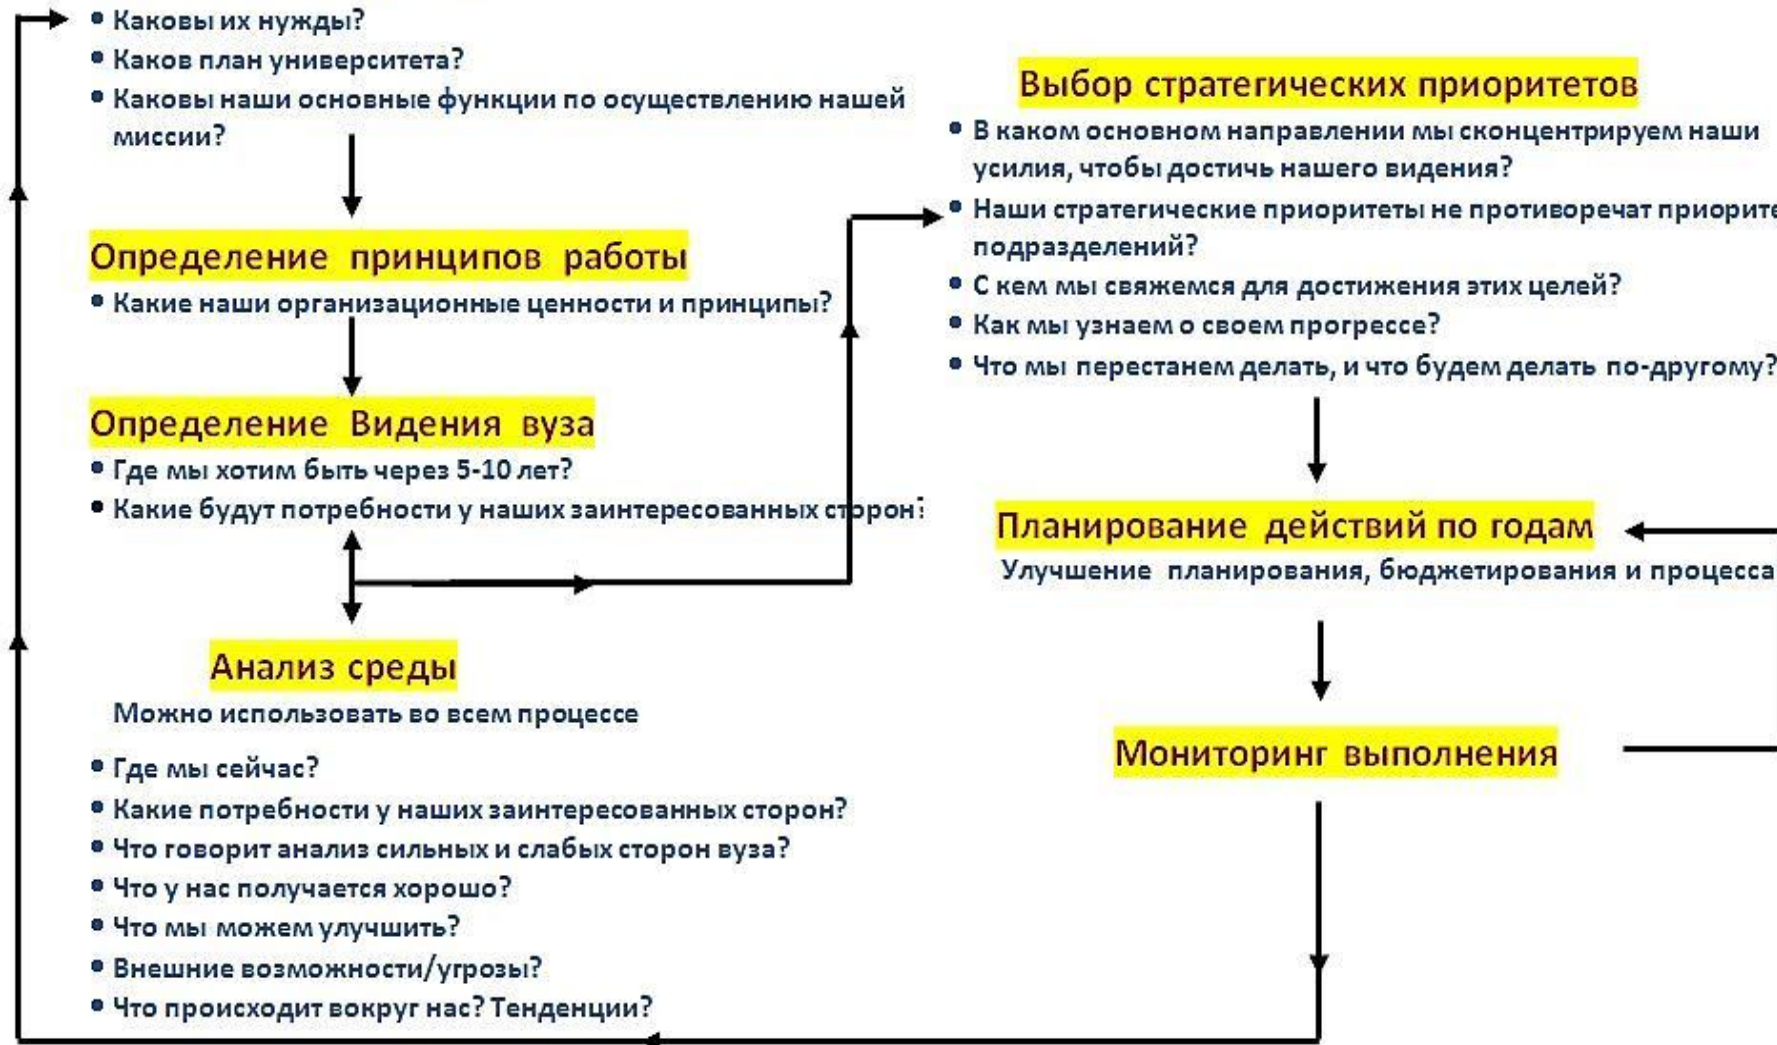 • Каковы их нужды?
• Каков план университета?
• Каковы наши основные функции по осуществлению нашей
миссии?
Определение принципов работы
• Какие наши организационные ценности и принципы?
Определение Видения вуза
• Где мы хотим быть через 5-10 лет?
• Какие будут потребности у наших заинтересованных сторон?
Анализ среды
Можно использовать во всем процессе
• Где мы сейчас?
• Какие потребности у наших заинтересованных сторон?
• Что говорит анализ сильных и слабых сторон вуза?
• Что у нас получается хорошо?
• Что мы можем улучшить?
• Внешние возможности/угрозы?
• Что происходит вокруг нас? Тенденции?
Выбор стратегических приоритетов
• В каком основном направлении мы сконцентрируем наши
усилия, чтобы достичь нашего видения?
• Наши стратегические приоритеты не противоречат
подразделений?
• С кем мы свяжемся для достижения этих целей?
• Как мы узнаем о своем прогрессе?
• Что мы перестанем делать, и что будем делать по-другому?
Планирование действий по годам
Улучшение планирования, бюджетирования и процесса
Мониторинг выполнения